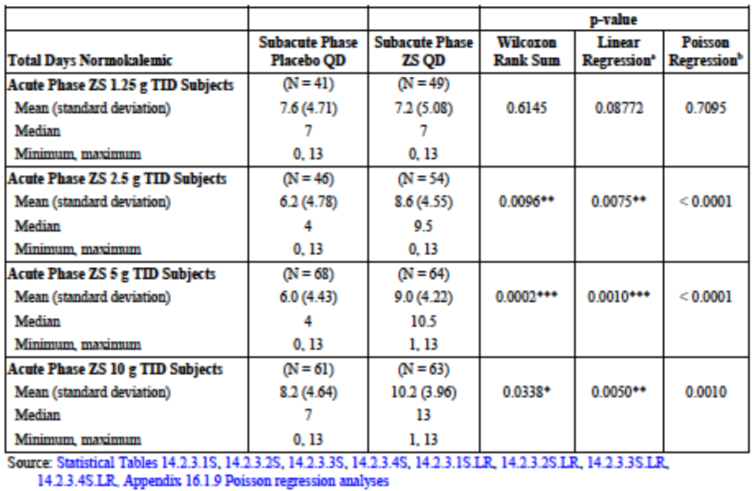 p-value
Total Days Normokalemic Subacute Phase Placebo QD Subacute Phase ZS QD Wilcoxon Rank Sum Linear Regressionᵃ Poisson Regressionᵇ
Acute Phase ZS 1.25 g TID Subjects (N = 41) (N = 49)
Mean (standard deviation) 7.6 (4.71) 7.2 (5.08) 0.6145 0.08772 0.7095
Median 7 7
Minimum, maximum 0, 13 0, 13
Acute Phase ZS 2.5 g TID Subjects (N = 46) (N = 54)
Mean (standard deviation) 6.2 (4.78) 8.6 (4.55) 0.0096** 0.0075** < 0.0001
Median 4 9.5
Minimum, maximum 0, 13 0, 13
Acute Phase ZS 5 g TID Subjects (N = 68) (N = 64)
Mean (standard deviation) 6.0 (4.43) 9.0 (4.22) 0.0002*** 0.0010*** < 0.0001
Median 4 10.5
Minimum, maximum 0, 13 1, 13
Acute Phase ZS 10 g TID Subjects (N = 61) (N = 63)
Mean (standard deviation) 8.2 (4.64) 10.2 (3.96) 0.0338* 0.0050** 0.0010
Median 7 13
Minimum, maximum 0, 13 1, 13
Source: Statistical Tables 14.2.3.1S, 14.2.3.2S, 14.2.3.3S, 14.2.3.4S, 14.2.3.1S.LR, 14.2.3.2S.LR, 14.2.3.3S.LR,
14.2.3.4S.LR, Appendix 16.1.9 Poisson regression analyses